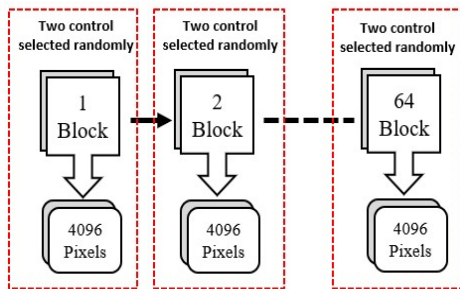 Two control
selected randomly
1
Block
4096
Pixels
Two control
selected randomly
2
Block
4096
Pixels
Two control
selected randomly
64
Block
4096
Pixels